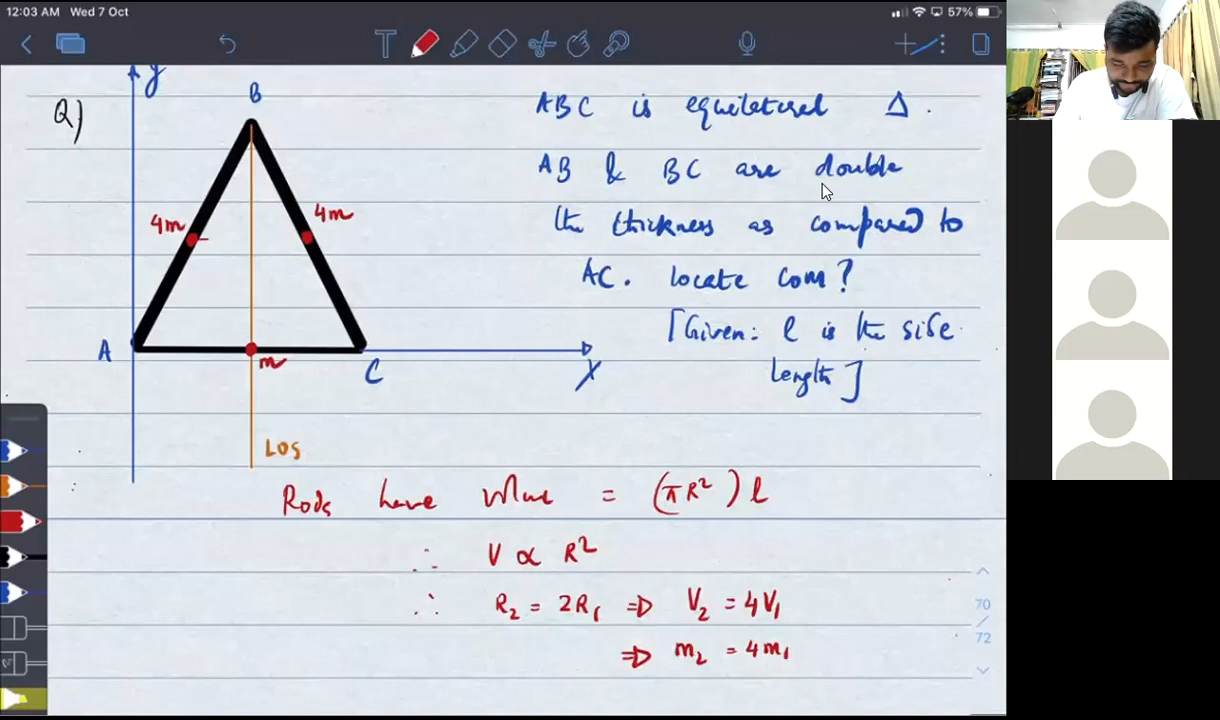 12:03 AM Wed 7 Oct
57%
T
Q)
y
B
4m
4m
A
m
C
X
LOS
ABC is equilateral Δ.
AB & BC are double
the thickness as compared to
AC. Locate COM?
[Given: l is the side
length]
Rods have volume = (πR²) l
∴ V ∝ R²
∴ R₂ = 2R₁ ⇒ V₂ = 4V₁
⇒ m₂ = 4m₁
70
/
72